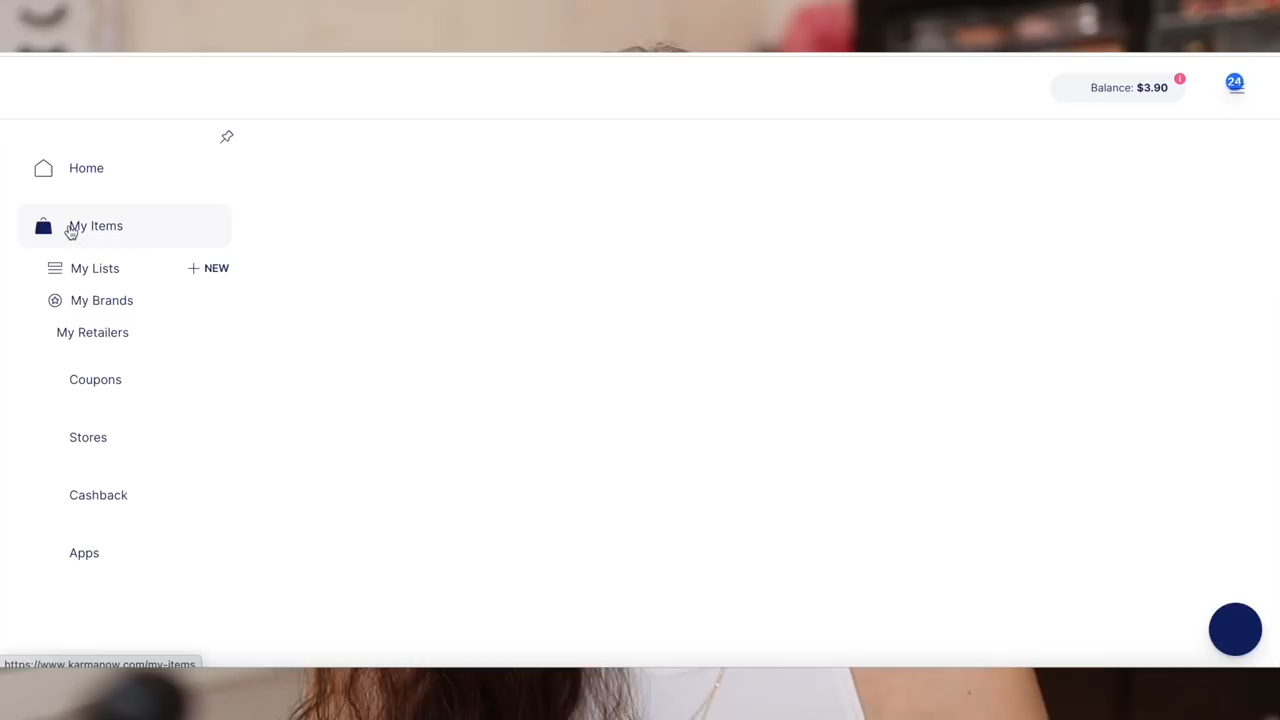 Balance: $3.90
i
24
Home
My Items
My Lists
+ NEW
My Brands
My Retailers
Coupons
Stores
Cashback
Apps
https://www.karmanow.com/my-items